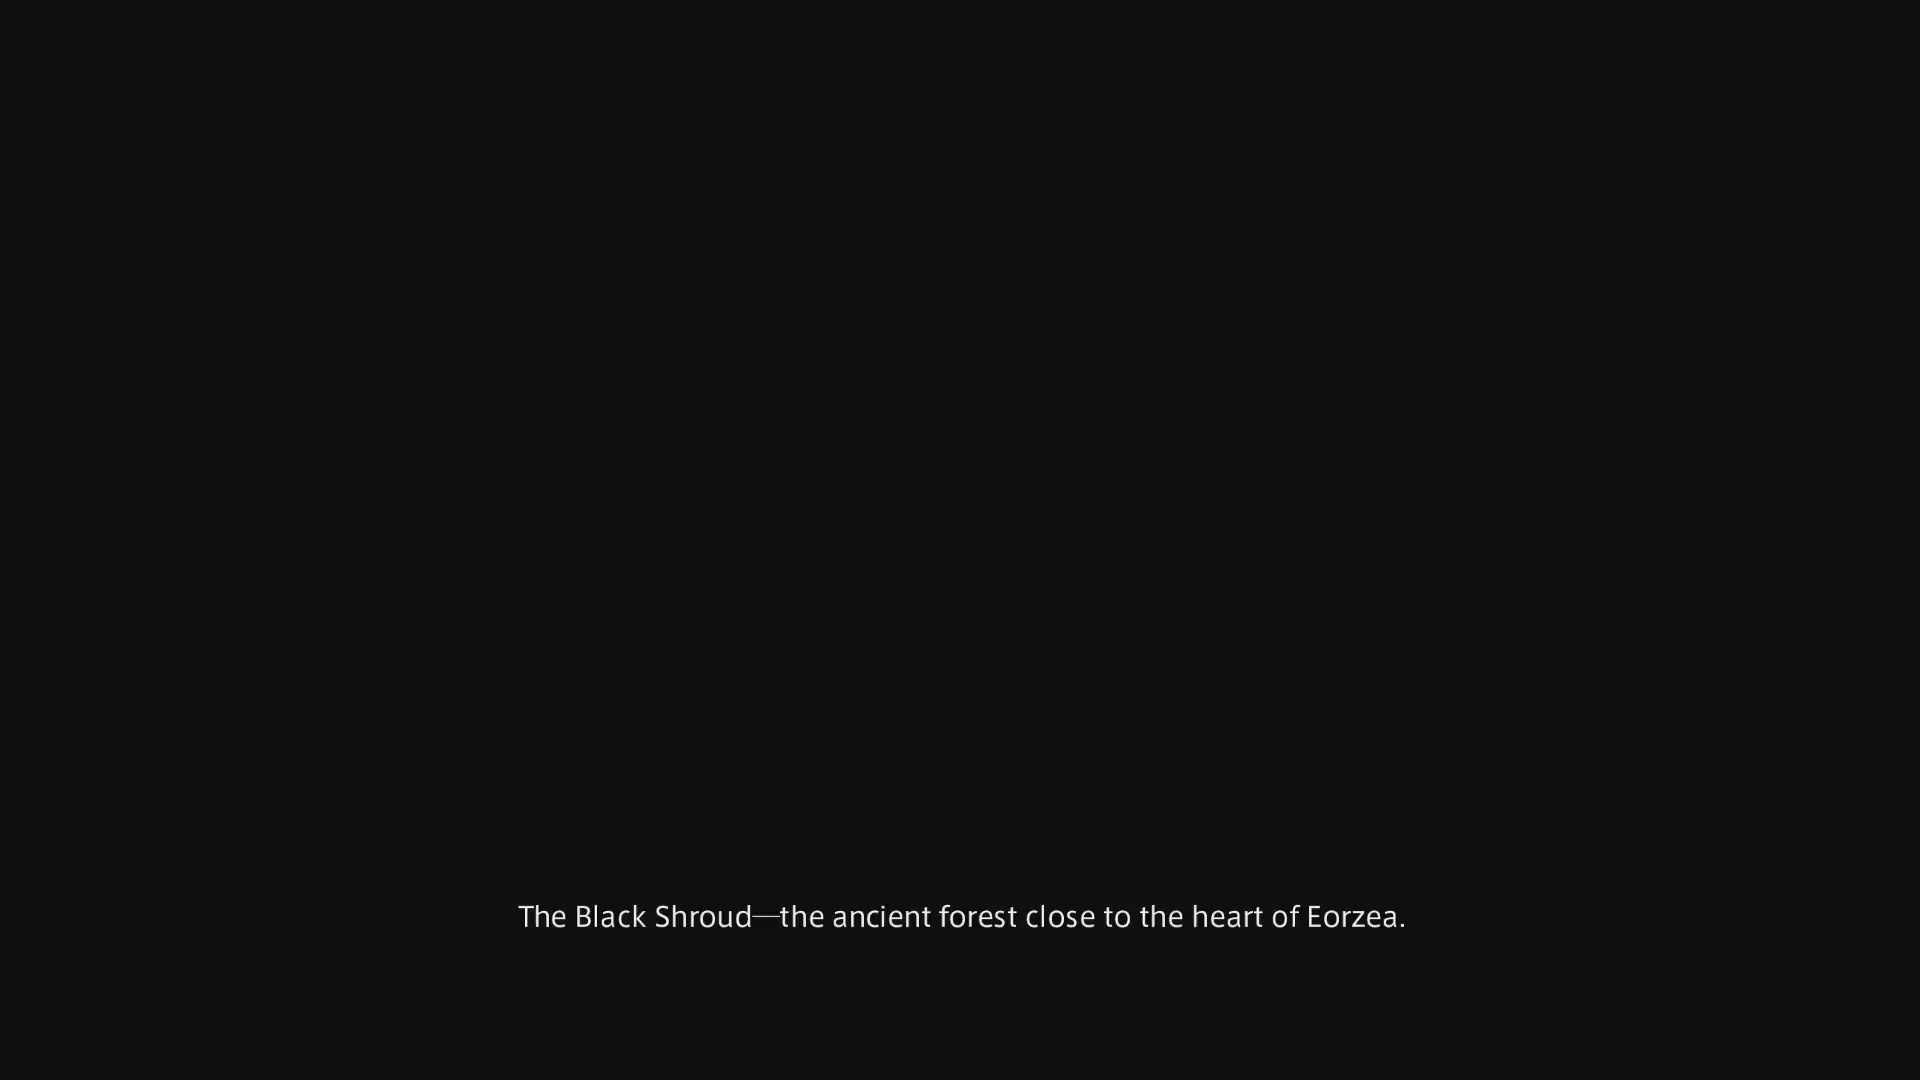 The Black Shroud—the ancient forest close to the heart of Eorzea.